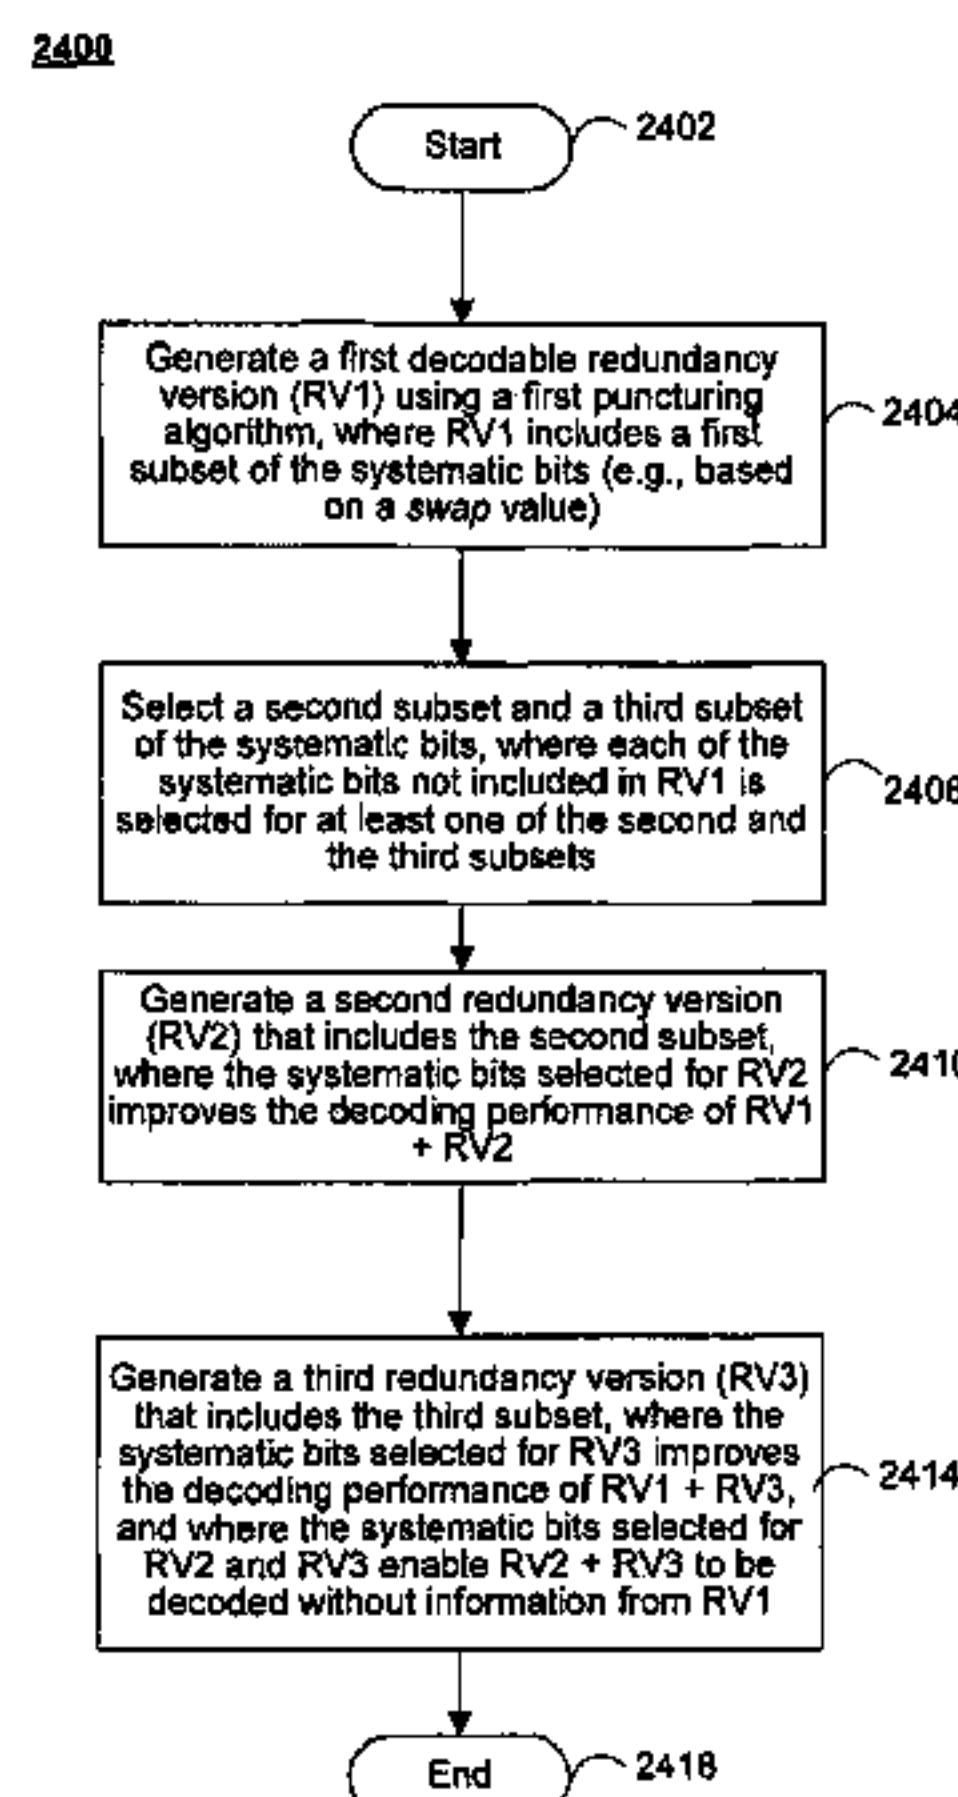 2400
Start
2402
Generate a first decodable redundancy
version (RV1) using a first puncturing
algorithm, where RV1 includes a first
subset of the systematic bits (e.g., based
on a swap value)
2404
Select a second subset and a third subset
of the systematic bits, where each of the
systematic bits not included in RV1 is
selected for at least one of the second and
the third subsets
2406
Generate a second redundancy version
(RV2) that includes the second subset,
where the systematic bits selected for RV2
improves the decoding performance of RV1
+ RV2
2410
Generate a third redundancy version (RV3)
that includes the third subset, where the
systematic bits selected for RV3 improves
the decoding performance of RV1 + RV3,
and where the systematic bits selected for
RV2 and RV3 enable RV2 + RV3 to be
decoded without information from RV1
2414
End
2418